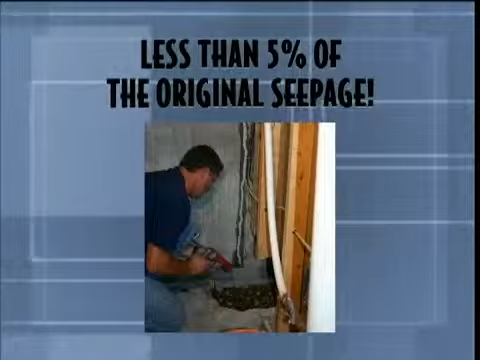 LESS THAN 5% OF
THE ORIGINAL SEEPAGE!